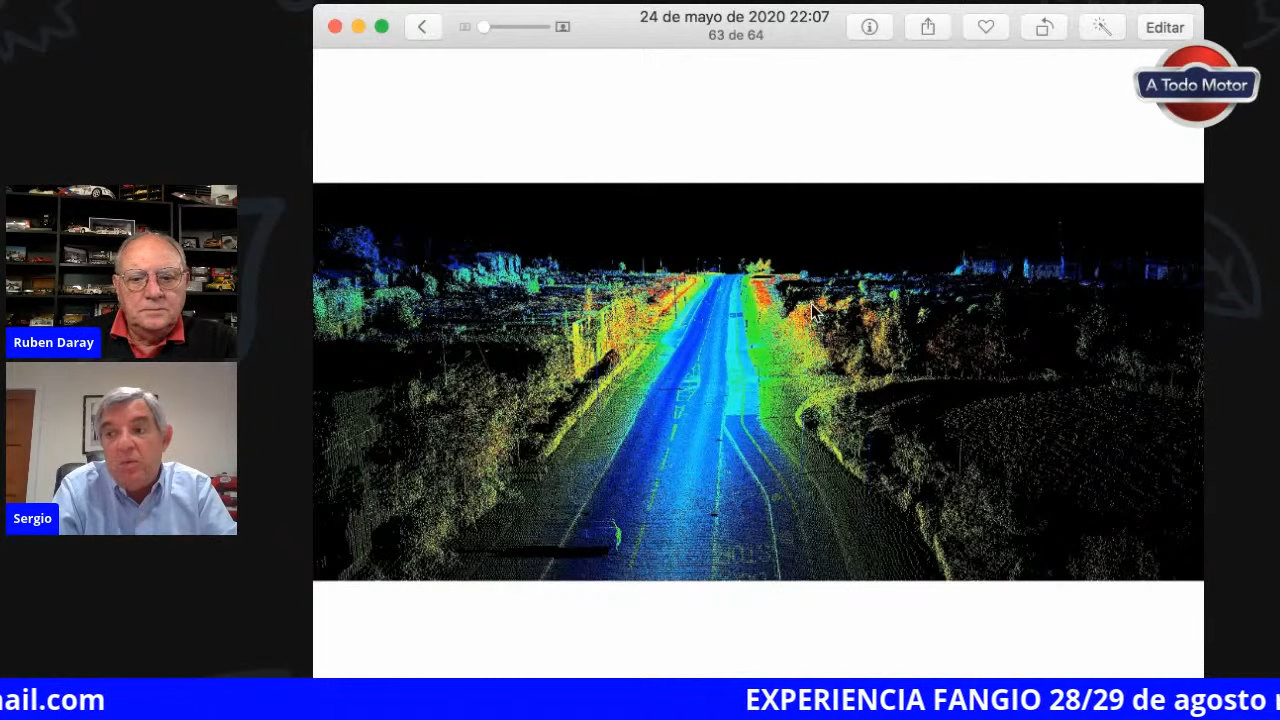 24 de mayo de 2020 22:07
63 de 64
Editar
A Todo Motor
Ruben Daray
Sergio
ail.com
EXPERIENCIA FANGIO 28/29 de agosto